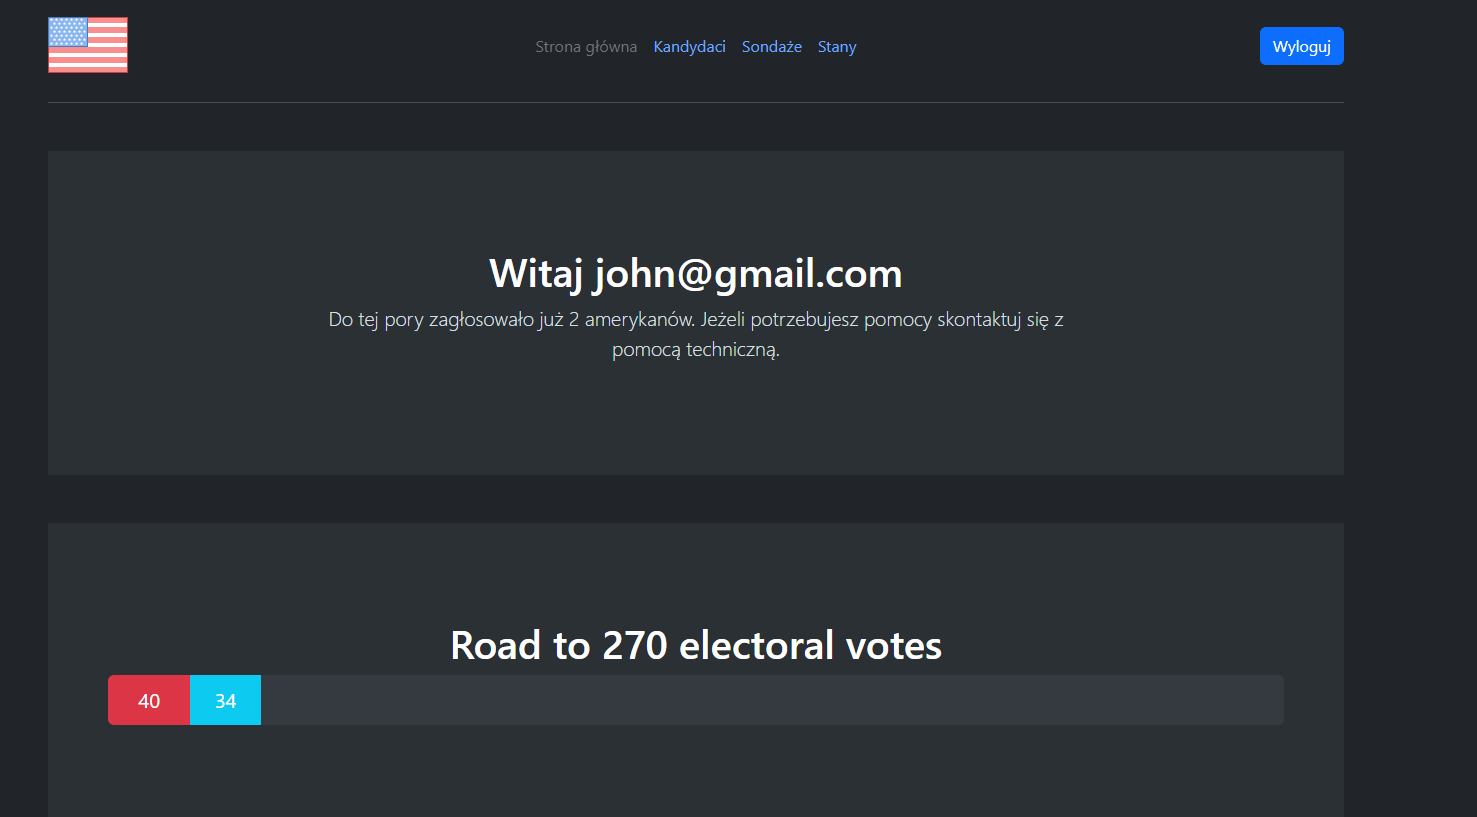 Strona główna Kandydaci Sondaże Stany Wyloguj
Witaj john@gmail.com
Do tej pory zagłosowało już 2 amerykanów. Jeżeli potrzebujesz pomocy skontaktuj się z
pomocą techniczną.
Road to 270 electoral votes
40 34